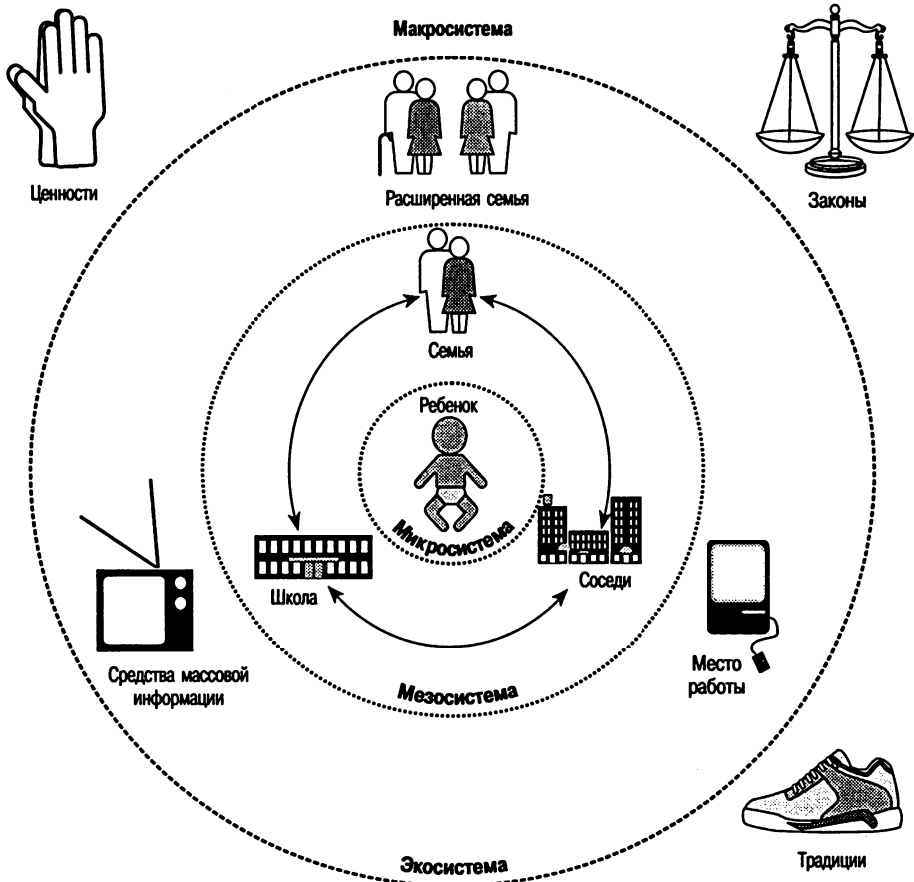 Макросистема
Ценности
Расширенная семья
Законы
Семья
Ребенок
Микросистема
Школа
Соседи
Средства массовой
информации
Место
работы
Мезосистема
Традиции
Экосистема